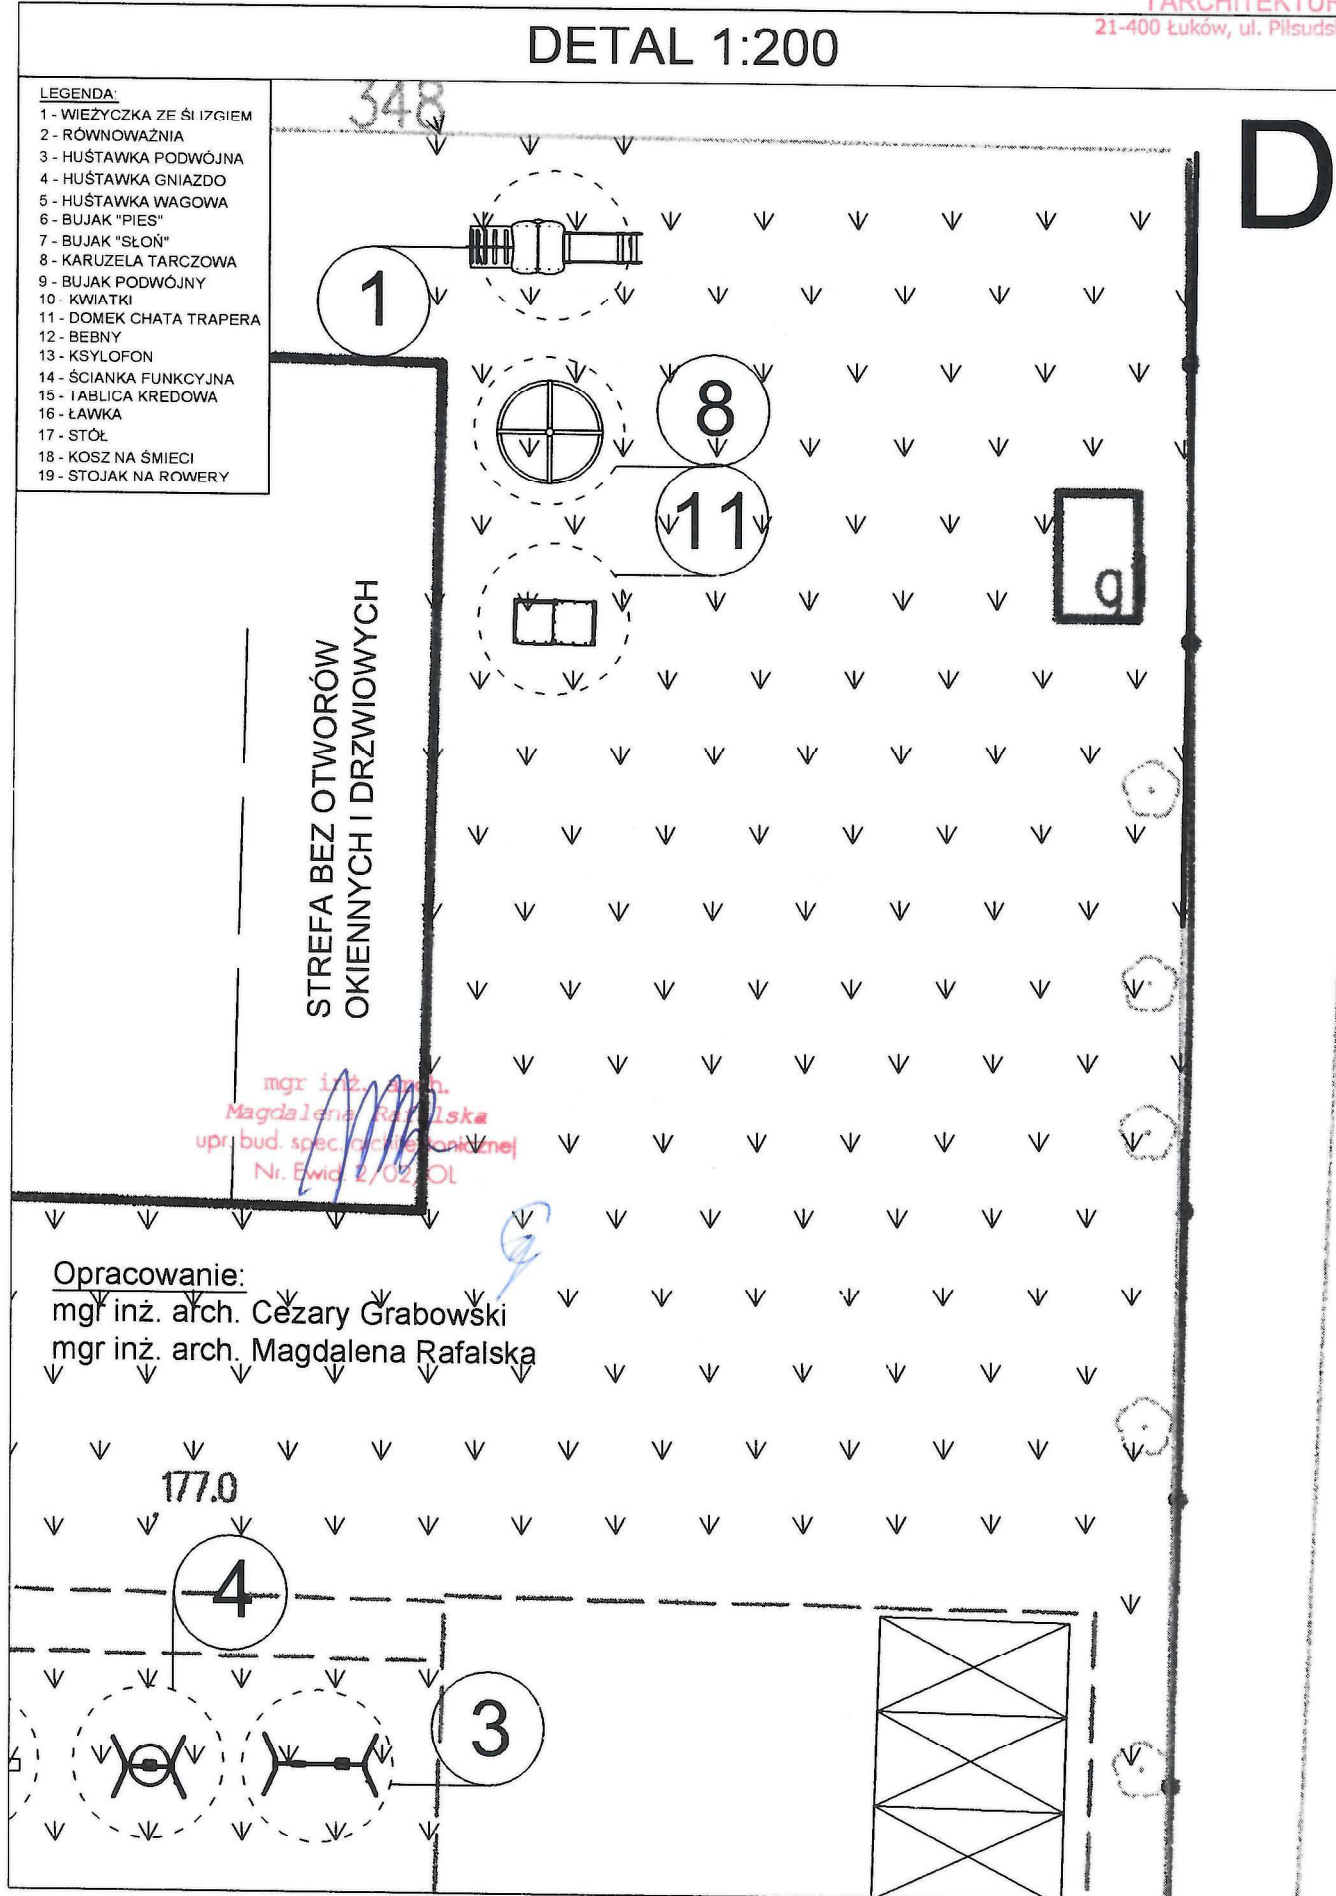 TARCHITEKTUR
21-400 Łuków, ul. Piłsuds
DETAL 1:200
LEGENDA:
1 - WIEŻYCZKA ZE ŚLIZGIEM
2 - RÓWNOWAŻNIA
3 - HUŚTAWKA PODWÓJNA
4 - HUŚTAWKA GNIAZDO
5 - HUŚTAWKA WAGOWA
6 - BUJAK "PIES"
7 - BUJAK "SŁOŃ"
8 - KARUZELA TARCZOWA
9 - BUJAK PODWÓJNY
10 - KWIATKI
11 - DOMEK CHATA TRAPERA
12 - BEBNY
13 - KSYLOFON
14 - ŚCIANKA FUNKCYJNA
15 - TABLICA KREDOWA
16 - ŁAWKA
17 - STÓŁ
18 - KOSZ NA ŚMIECI
19 - STOJAK NA ROWERY
348
D
1
8
11
g
STREFA BEZ OTWORÓW
OKIENNYCH I DRZWIOWYCH
mgr inż. arch.
Magdalena Rafalska
upr. bud. spec. architektonicznej
Nr. Ewid. 2/02/OL
Opracowanie:
mgr inż. arch. Cezary Grabowski
mgr inż. arch. Magdalena Rafalska
177.0
4
3